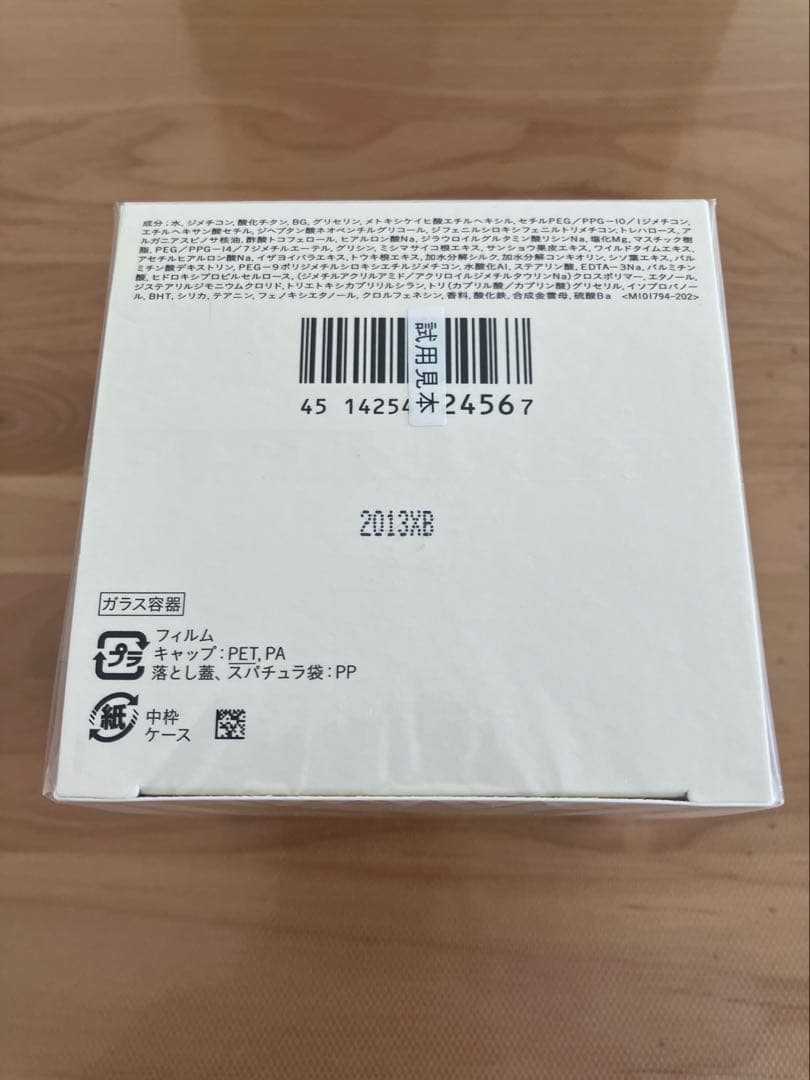 成分：水、ジメチコン、酸化チタン、BG、グリセリン、メトキシケイヒ酸エチルヘキシル、セチルPEG／PPG-10／1ジメチコン、
エチルヘキサン酸セチル、ジヘプタン酸ネオペンチルグリコール、ジフェニルシロキシフェニルトリメチコン、トレハロース、ア
ルガニアスピノサ核油、酢酸トコフェロール、ヒアルロン酸Na、ジラウロイルグルタミン酸リシンNa、塩化Mg、マスチック樹
脂、PEG／PPG-14／7ジメチルエーテル、グリシン、ミシマサイコ根エキス、サンショウ果皮エキス、ワイルドタイムエキス、
アセチルヒアルロン酸Na、イザヨイバラエキス、トウキ根エキス、加水分解シルク、加水分解コンキオリン、シソ葉エキス、パル
ミチン酸デキストリン、PEG-9ポリジメチルシロキシエチルジメチコン、水酸化Al、ステアリン酸、EDTA-3Na、パルミチン
酸、ヒドロキシプロピルセルロース、（ジメチルアクリルアミド／アクリロイルジメチルタウリンNa）クロスポリマー、エタノール、
ジステアリルジモニウムクロリド、トリエトキシカプリリルシラン、トリ（カプリル酸／カプリン酸）グリセリル、イソプロパノー
ル、BHT、シリカ、テアニン、フェノキシエタノール、クロルフェネシン、香料、酸化鉄、合成金雲母、硫酸Ba <M101794-202>
試用見本
45 14254 24567
2013XB
ガラス容器
プラ
フィルム
キャップ：PET, PA
落とし蓋、スパチュラ袋：PP
紙
中枠
ケース